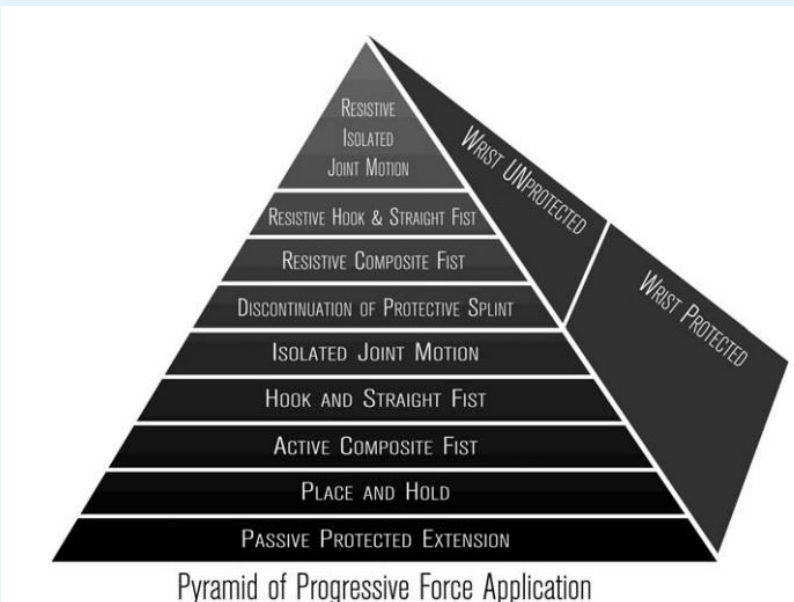 RESISTIVE
ISOLATED
JOINT MOTION
RESISTIVE HOOK & STRAIGHT FIST
RESISTIVE COMPOSITE FIST
DISCONTINUATION OF PROTECTIVE SPLINT
ISOLATED JOINT MOTION
HOOK AND STRAIGHT FIST
ACTIVE COMPOSITE FIST
PLACE AND HOLD
PASSIVE PROTECTED EXTENSION
WRIST UNPROTECTED
WRIST PROTECTED
Pyramid of Progressive Force Application